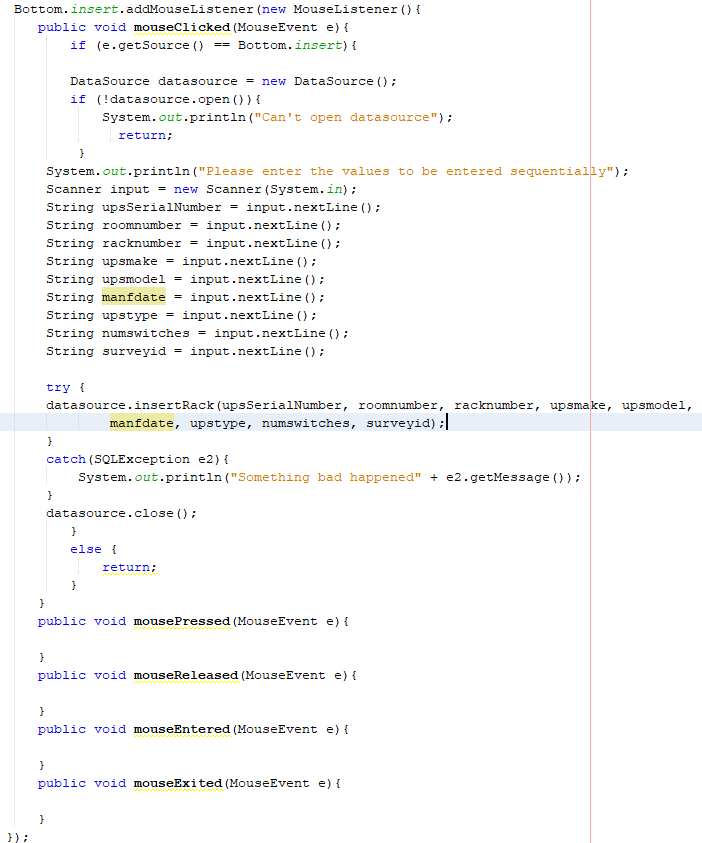 Bottom.insert.addMouseListener(new MouseListener(){
public void mouseClicked(MouseEvent e){
if (e.getSource() == Bottom.insert){
DataSource datasource = new DataSource();
if (!datasource.open()){
System.out.println("Can't open datasource");
return;
}
System.out.println("Please enter the values to be entered sequentially");
Scanner input = new Scanner(System.in);
String upsSerialNumber = input.nextLine();
String roomnumber = input.nextLine();
String racknumber = input.nextLine();
String upsmake = input.nextLine();
String upsmodel = input.nextLine();
String manfdate = input.nextLine();
String upstype = input.nextLine();
String numswitches = input.nextLine();
String surveyid = input.nextLine();
try {
datasource.insertRack(upsSerialNumber, roomnumber, racknumber, upsmake, upsmodel,
manfdate, upstype, numswitches, surveyid);
}
catch(SQLException e2){
System.out.println("Something bad happened" + e2.getMessage());
}
datasource.close();
}
else {
return;
}
}
public void mousePressed(MouseEvent e){
}
public void mouseReleased(MouseEvent e){
}
public void mouseEntered(MouseEvent e){
}
public void mouseExited(MouseEvent e){
}
});